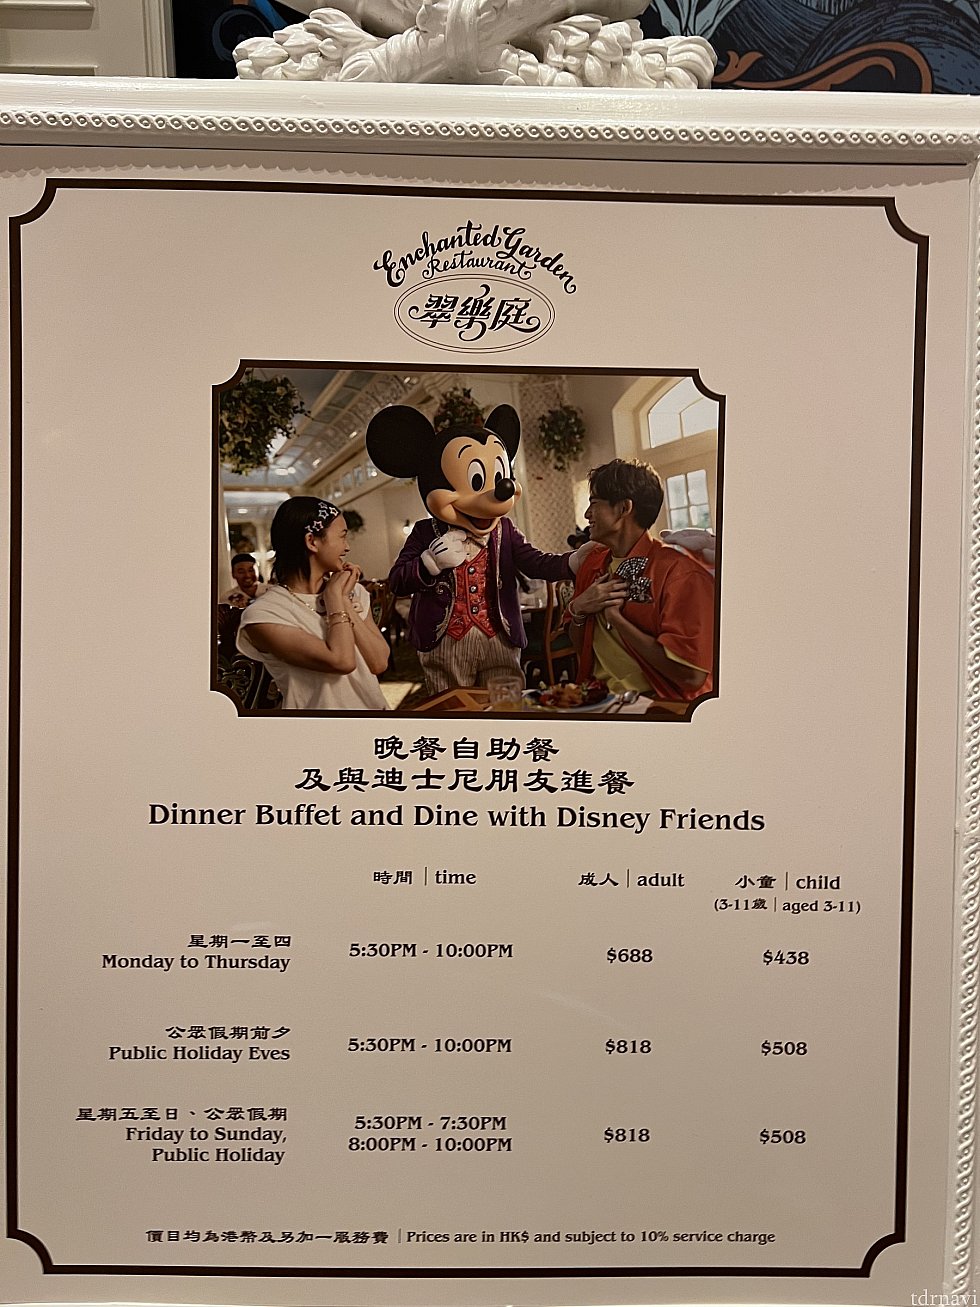 Enchanted Garden
Restaurant
翠樂庭
晚餐自助餐
及與迪士尼朋友進餐
Dinner Buffet and Dine with Disney Friends
時間 | time
成人 | adult
小童 | child
(3-11歲 | aged 3-11)
星期一至四
Monday to Thursday
5:30PM - 10:00PM
$688
$438
公眾假期前夕
Public Holiday Eves
5:30PM - 10:00PM
$818
$508
星期五至日、公眾假期
Friday to Sunday,
Public Holiday
5:30PM - 7:30PM
8:00PM - 10:00PM
$818
$508
價目均為港幣及另加一服務費 | Prices are in HK$ and subject to 10% service charge
tdrnavi